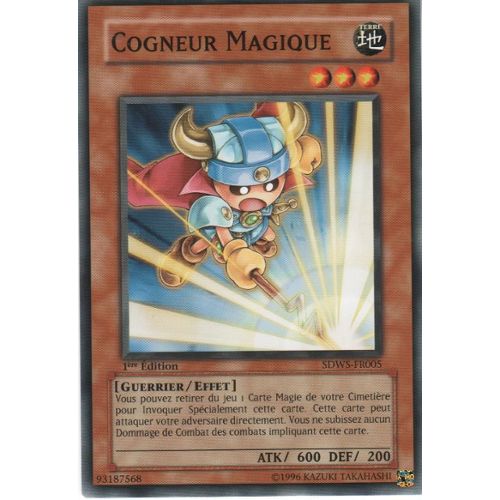 COGNEUR MAGIQUE
TERRE
地
1ère Édition
SDWS-FR005
[GUERRIER/EFFET]
Vous pouvez retirer du jeu 1 Carte Magie de votre Cimetière
pour Invoquer Spécialement cette carte. Cette carte peut
attaquer votre adversaire directement. Vous ne subissez aucun
Dommage de Combat des combats impliquant cette carte.
ATK/ 600 DEF/ 200
93187568
©1996 KAZUKI TAKAHASHI